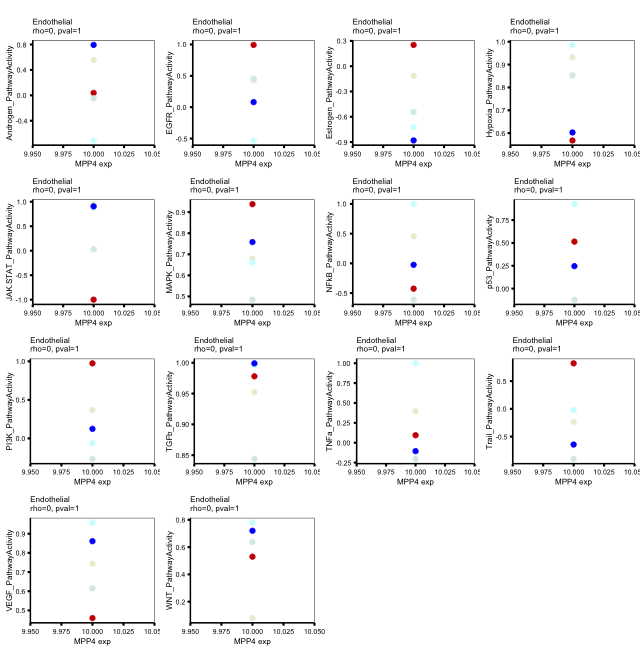 Endothelial
rho=0, pval=1
Androgen_PathwayActivity
0.8
0.4
0.0
-0.4
9.950 9.975 10.000 10.025 10.05
MPP4 exp
Endothelial
rho=0, pval=1
EGFR_PathwayActivity
1.0
0.5
0.0
-0.5
9.950 9.975 10.000 10.025 10.05
MPP4 exp
Endothelial
rho=0, pval=1
Estrogen_PathwayActivity
0.3
0.0
-0.3
-0.6
-0.9
9.950 9.975 10.000 10.025 10.05
MPP4 exp
Endothelial
rho=0, pval=1
Hypoxia_PathwayActivity
1.0
0.9
0.8
0.7
0.6
9.950 9.975 10.000 10.025 10.05
MPP4 exp
Endothelial
rho=0, pval=1
JAK.STAT_PathwayActivity
1.0
0.5
0.0
-0.5
-1.0
9.950 9.975 10.000 10.025 10.05
MPP4 exp
Endothelial
rho=0, pval=1
MAPK_PathwayActivity
0.9
0.8
0.7
0.6
0.5
9.950 9.975 10.000 10.025 10.05
MPP4 exp
Endothelial
rho=0, pval=1
NFkB_PathwayActivity
1.0
0.5
0.0
-0.5
9.950 9.975 10.000 10.025 10.05
MPP4 exp
Endothelial
rho=0, pval=1
p53_PathwayActivity
0.75
0.50
0.25
0.00
9.950 9.975 10.000 10.025 10.05
MPP4 exp
Endothelial
rho=0, pval=1
PI3K_PathwayActivity
1.0
0.5
0.0
9.950 9.975 10.000 10.025 10.05
MPP4 exp
Endothelial
rho=0, pval=1
TGFb_PathwayActivity
1.00
0.95
0.90
0.85
9.950 9.975 10.000 10.025 10.05
MPP4 exp
Endothelial
rho=0, pval=1
TNFa_PathwayActivity
1.00
0.75
0.50
0.25
0.00
-0.25
9.950 9.975 10.000 10.025 10.05
MPP4 exp
Endothelial
rho=0, pval=1
Trail_PathwayActivity
0.5
0.0
-0.5
9.950 9.975 10.000 10.025 10.05
MPP4 exp
Endothelial
rho=0, pval=1
VEGF_PathwayActivity
0.9
0.8
0.7
0.6
0.5
9.950 9.975 10.000 10.025 10.05
MPP4 exp
Endothelial
rho=0, pval=1
WNT_PathwayActivity
0.8
0.6
0.4
0.2
9.950 9.975 10.000 10.025 10.050
MPP4 exp